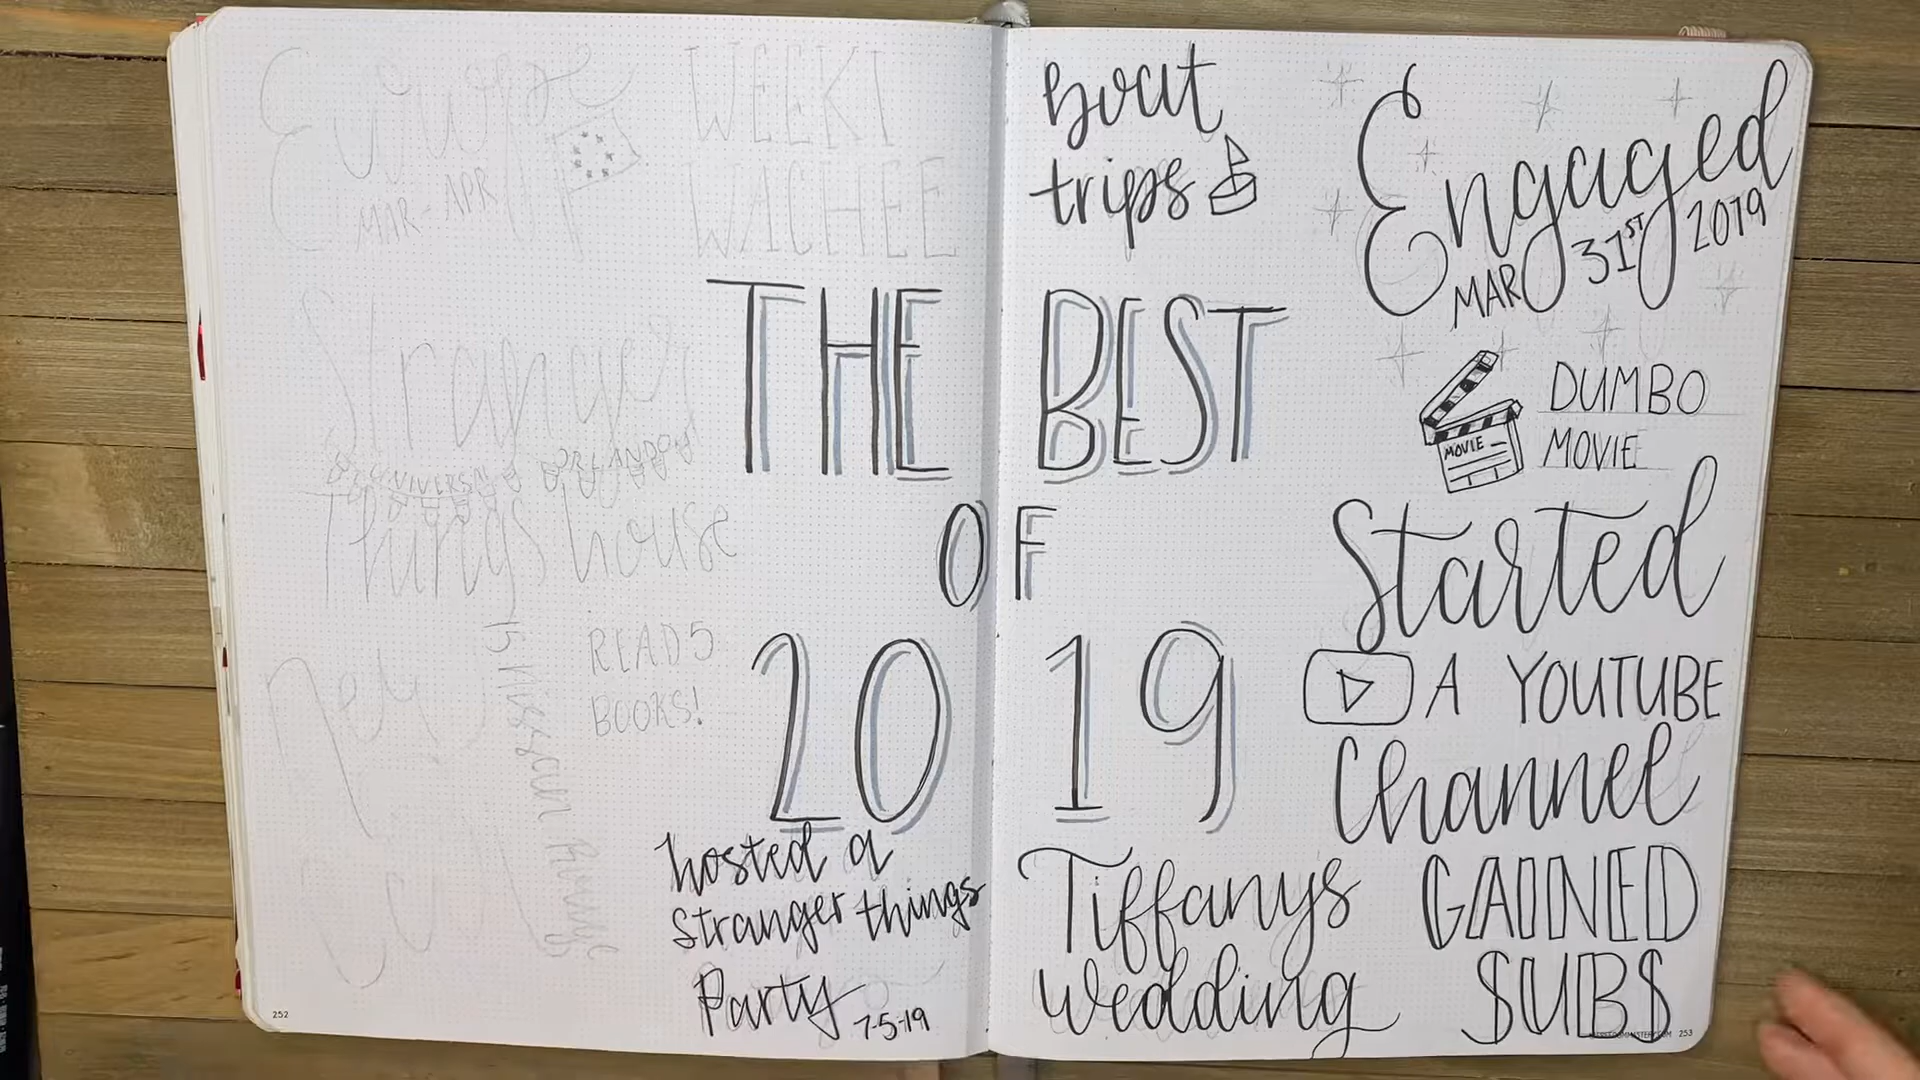 Europe
MAR - APR
WEEKI
WACHEE
Stranger
UNIVERSAL ORLANDO
Things house
READ 5
BOOKS!
THE BEST
OF
2019
hosted a
stranger things
Party
7-5-19
252
Boat
trips
Engaged
MAR 31ST 2019
MOVIE
DUMBO
MOVIE
Started
A YOUTUBE
Channel
GAINED
SUBS
Tiffanys
wedding
253